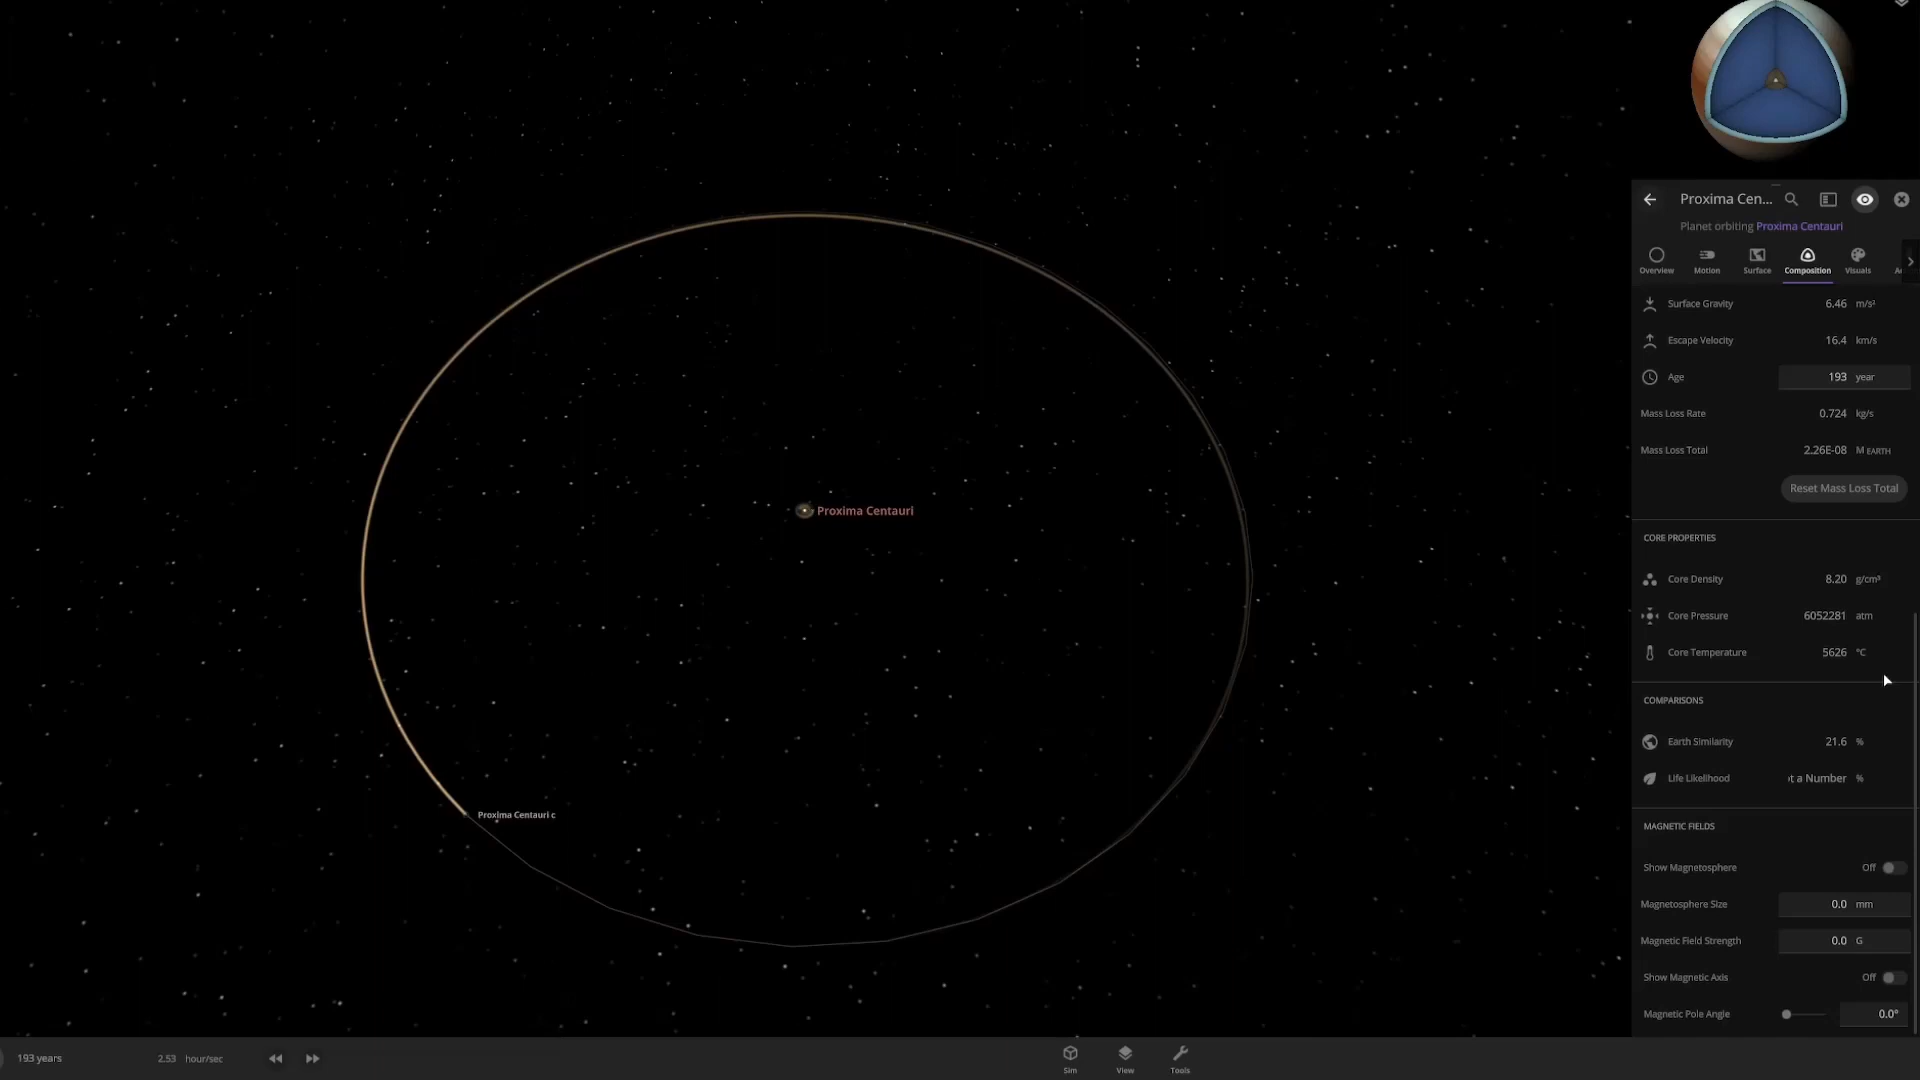 Proxima Cen...
Planet orbiting Proxima Centauri
Overview Motion Surface Composition Visuals
Surface Gravity 6.46 m/s²
Escape Velocity 16.4 km/s
Age 193 year
Mass Loss Rate 0.724 kg/s
Mass Loss Total 2.26E-08 M EARTH
Reset Mass Loss Total
CORE PROPERTIES
Core Density 8.20 g/cm³
Core Pressure 6052281 atm
Core Temperature 5626 °C
COMPARISONS
Earth Similarity 21.6 %
Life Likelihood t a Number %
MAGNETIC FIELDS
Show Magnetosphere Off
Magnetosphere Size 0.0 mm
Magnetic Field Strength 0.0 G
Show Magnetic Axis Off
Magnetic Pole Angle 0.0°
Proxima Centauri
Proxima Centauri c
193 years 2.53 hour/sec
Sim View Tools